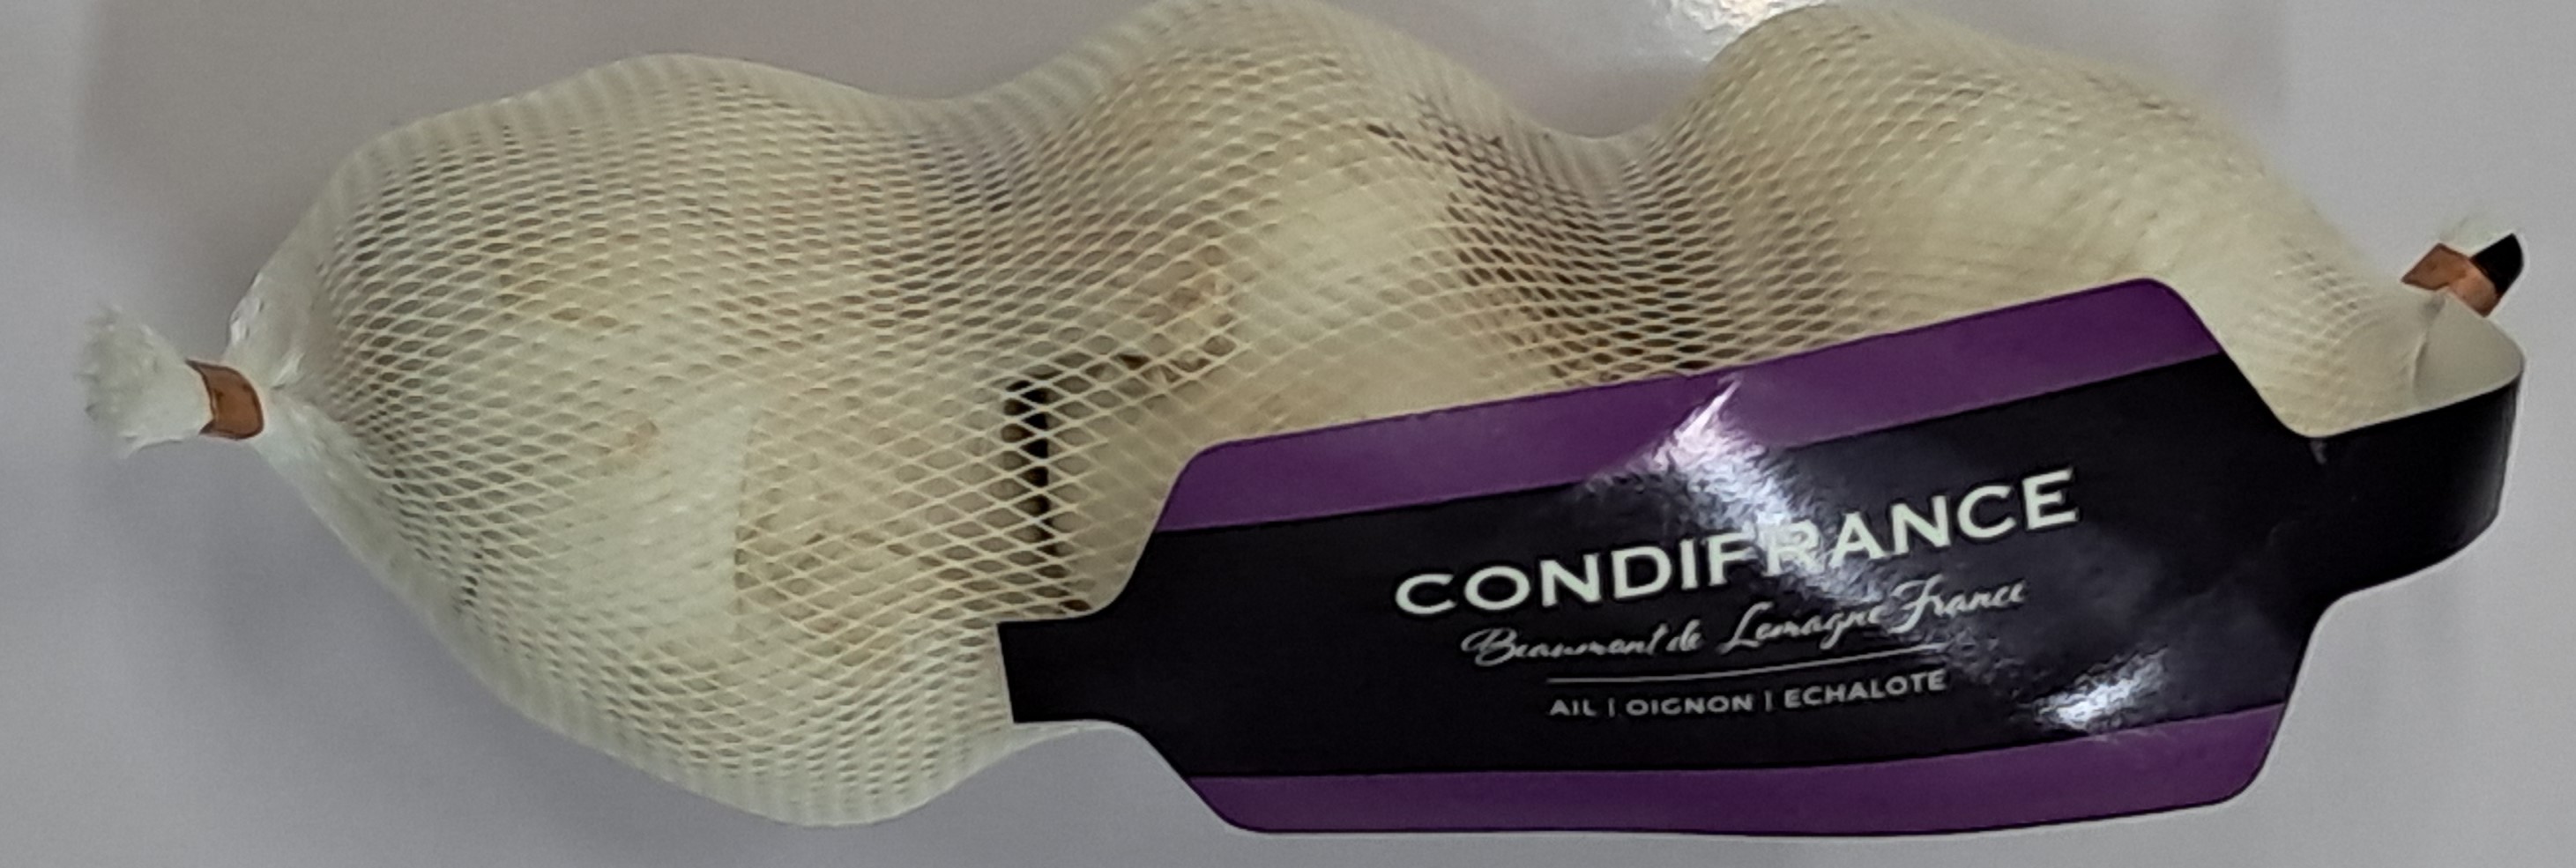 CONDIFRANCE
Beaumont de Lomagne France
AIL | OIGNON | ECHALOTE